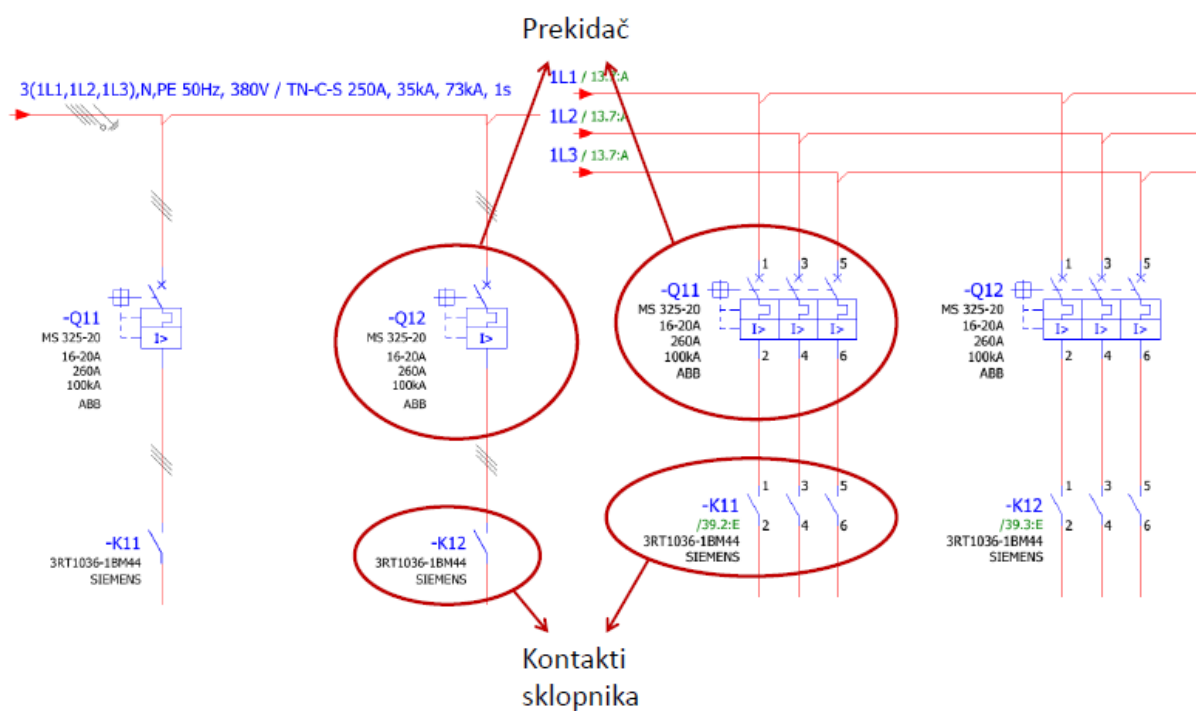 Prekidač
3(1L1,1L2,1L3),N,PE 50Hz, 380V / TN-C-S 250A, 35kA, 73kA, 1s
1L1 / 13.7:A
1L2 / 13.7:A
1L3 / 13.7:A
-Q11
MS 325-20
16-20A
260A
100kA
ABB
I>
-Q12
MS 325-20
16-20A
260A
100kA
ABB
I>
1 3 5
-Q11
MS 325-20
16-20A
260A
100kA
ABB
I> I> I>
2 4 6
1 3 5
-Q12
MS 325-20
16-20A
260A
100kA
ABB
I> I> I>
2 4 6
-K11
3RT1036-1BM44
SIEMENS
-K12
3RT1036-1BM44
SIEMENS
1 3 5
-K11
/39.2:E
3RT1036-1BM44
SIEMENS
2 4 6
1 3 5
-K12
/39.3:E
3RT1036-1BM44
SIEMENS
2 4 6
Kontakti
sklopnika